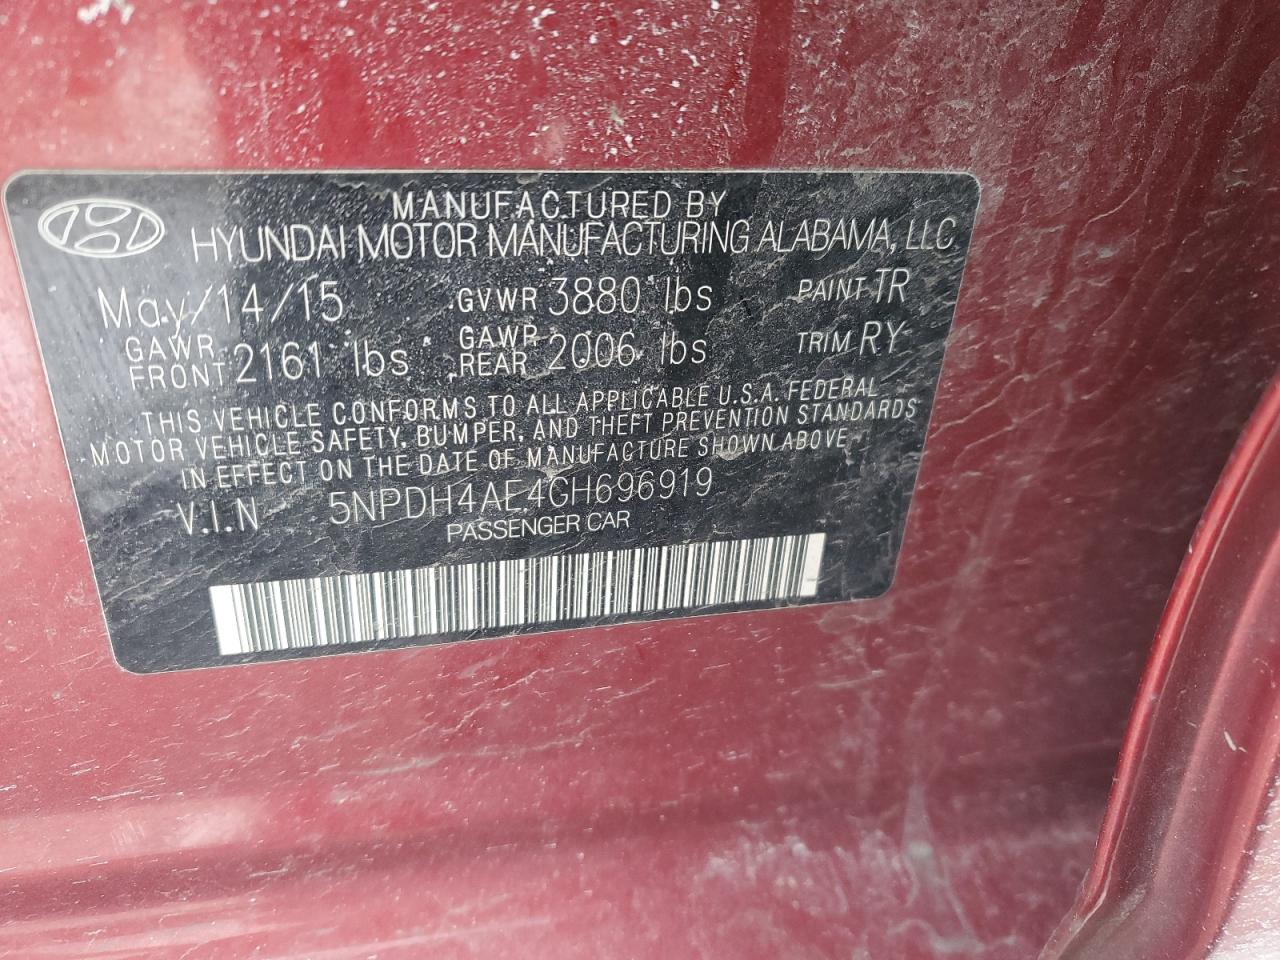 MANUFACTURED BY
HYUNDAI MOTOR MANUFACTURING ALABAMA, LLC
May/14/15 GVWR 3880 lbs PAINT TR
GAWR FRONT 2161 lbs GAWR REAR 2006 lbs TRIM RY
THIS VEHICLE CONFORMS TO ALL APPLICABLE U.S.A. FEDERAL
MOTOR VEHICLE SAFETY, BUMPER, AND THEFT PREVENTION STANDARDS
IN EFFECT ON THE DATE OF MANUFACTURE SHOWN ABOVE
V.I.N 5NPDH4AE4GH696919
PASSENGER CAR